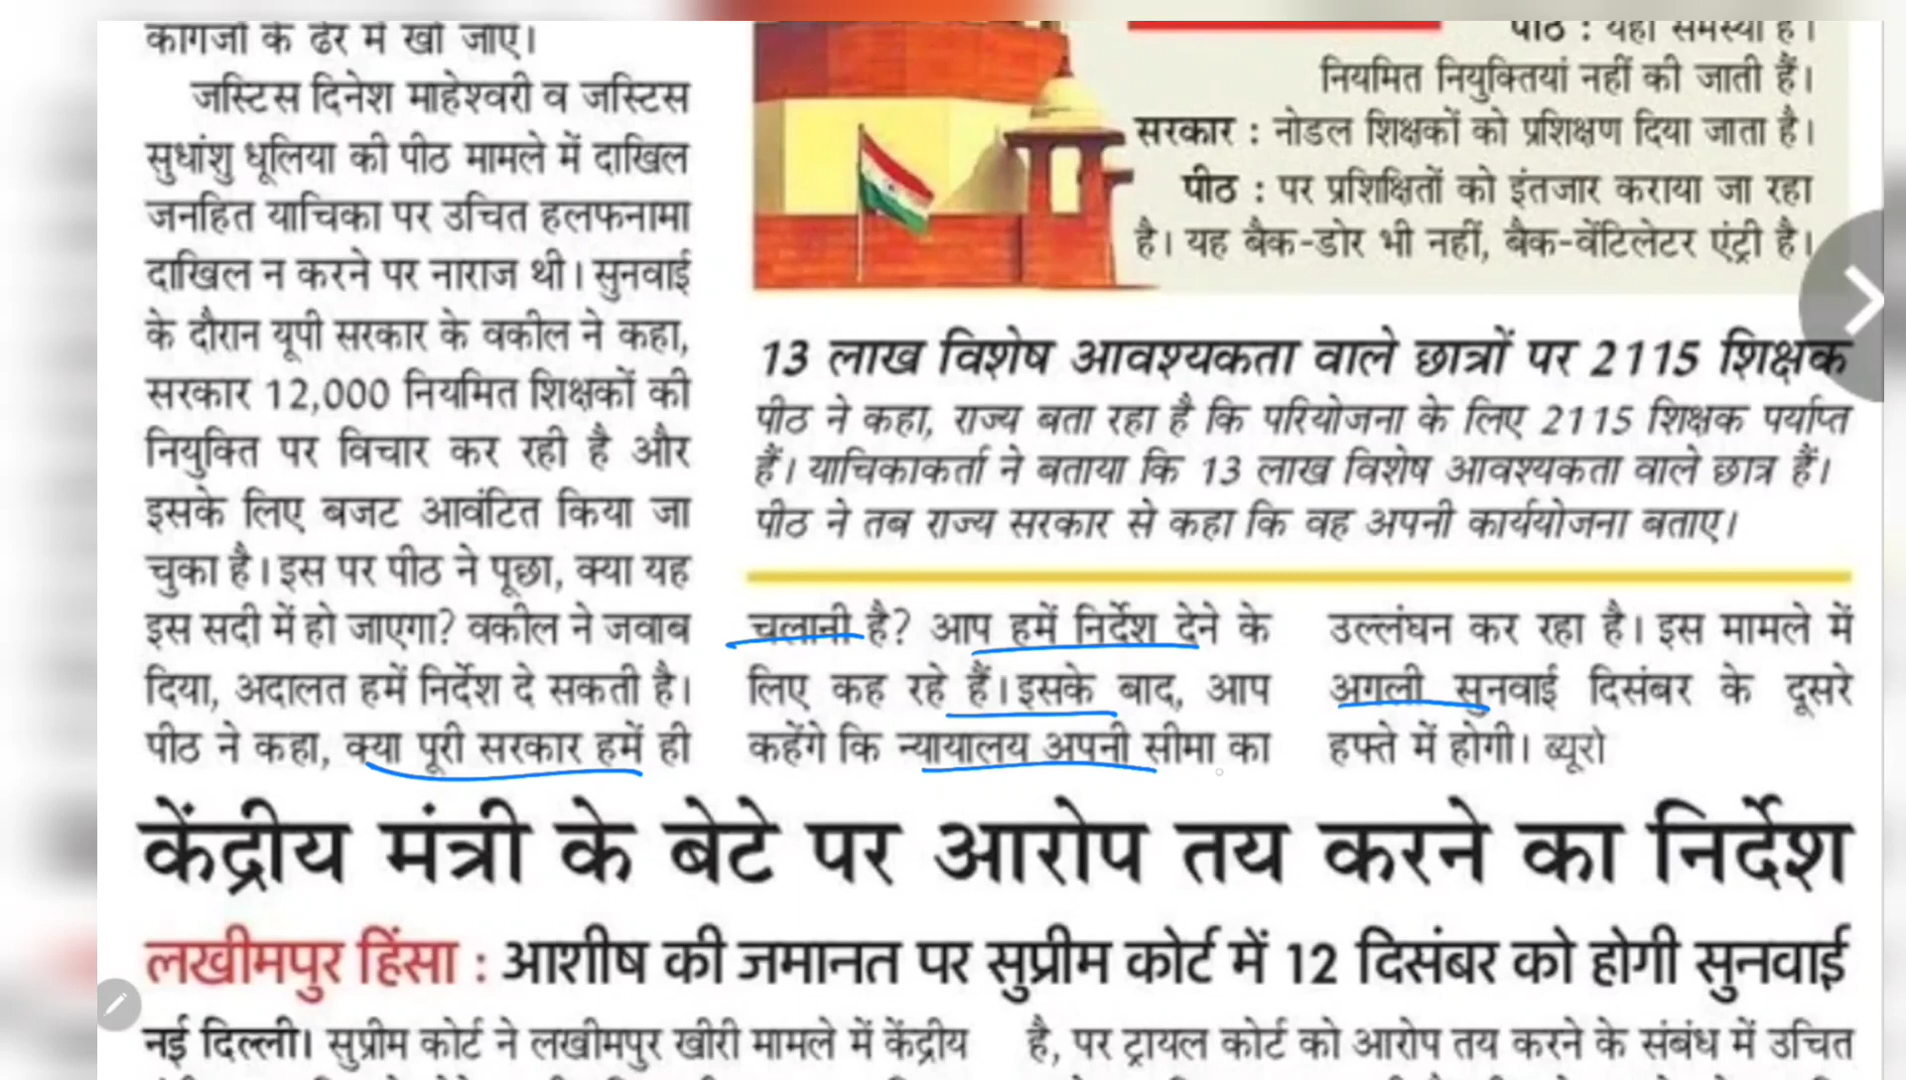 कागजों के ढेर में खो जाएं।
जस्टिस दिनेश माहेश्वरी व जस्टिस
सुधांशु धूलिया की पीठ मामले में दाखिल
जनहित याचिका पर उचित हलफनामा
दाखिल न करने पर नाराज थी। सुनवाई
के दौरान यूपी सरकार के वकील ने कहा,
सरकार 12,000 नियमित शिक्षकों की
नियुक्ति पर विचार कर रही है और
इसके लिए बजट आवंटित किया जा
चुका है। इस पर पीठ ने पूछा, क्या यह
इस सदी में हो जाएगा? वकील ने जवाब
दिया, अदालत हमें निर्देश दे सकती है।
पीठ ने कहा, क्या पूरी सरकार हमें ही
पीठ : यही समस्या है।
नियमित नियुक्तियां नहीं की जाती हैं।
सरकार : नोडल शिक्षकों को प्रशिक्षण दिया जाता है।
पीठ : पर प्रशिक्षितों को इंतजार कराया जा रहा
है। यह बैक-डोर भी नहीं, बैक-वेंटिलेटर एंट्री है।
13 लाख विशेष आवश्यकता वाले छात्रों पर 2115 शिक्षक
पीठ ने कहा, राज्य बता रहा है कि परियोजना के लिए 2115 शिक्षक पर्याप्त
हैं। याचिकाकर्ता ने बताया कि 13 लाख विशेष आवश्यकता वाले छात्र हैं।
पीठ ने तब राज्य सरकार से कहा कि वह अपनी कार्ययोजना बताए।
चलानी है? आप हमें निर्देश देने के
लिए कह रहे हैं। इसके बाद, आप
कहेंगे कि न्यायालय अपनी सीमा का
उल्लंघन कर रहा है। इस मामले में
अगली सुनवाई दिसंबर के दूसरे
हफ्ते में होगी। ब्यूरो
केंद्रीय मंत्री के बेटे पर आरोप तय करने का निर्देश
लखीमपुर हिंसा : आशीष की जमानत पर सुप्रीम कोर्ट में 12 दिसंबर को होगी सुनवाई
नई दिल्ली। सुप्रीम कोर्ट ने लखीमपुर खीरी मामले में केंद्रीय
है, पर ट्रायल कोर्ट को आरोप तय करने के संबंध में उचित